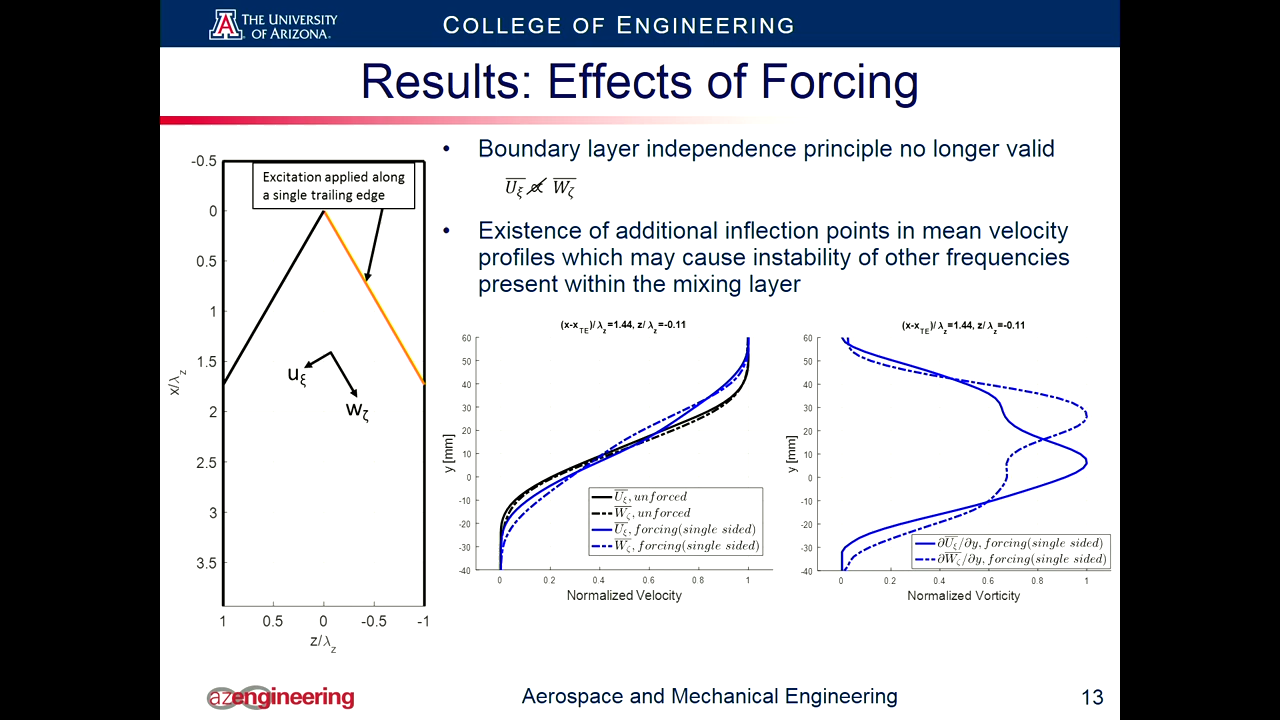 THE UNIVERSITY
OF ARIZONA.
COLLEGE OF ENGINEERING
Results: Effects of Forcing
• Boundary layer independence principle no longer valid
U̅_ξ ∝̸ W̅_ζ
• Existence of additional inflection points in mean velocity
profiles which may cause instability of other frequencies
present within the mixing layer
Excitation applied along
a single trailing edge
-0.5
0
0.5
1
1.5
2
2.5
3
3.5
x/λ_z
u_ξ
w_ζ
1 0.5 0 -0.5 -1
z/λ_z
(x-x_TE)/λ_z=1.44, z/λ_z=-0.11
60
50
40
30
20
10
0
-10
-20
-30
-40
y [mm]
U̅_ξ, unforced
W̅_ζ, unforced
U̅_ξ, forcing(single sided)
W̅_ζ, forcing(single sided)
0 0.2 0.4 0.6 0.8 1
Normalized Velocity
(x-x_TE)/λ_z=1.44, z/λ_z=-0.11
60
50
40
30
20
10
0
-10
-20
-30
-40
y [mm]
∂U̅_ξ/∂y, forcing(single sided)
∂W̅_ζ/∂y, forcing(single sided)
0 0.2 0.4 0.6 0.8 1
Normalized Vorticity
azengineering
Aerospace and Mechanical Engineering
13